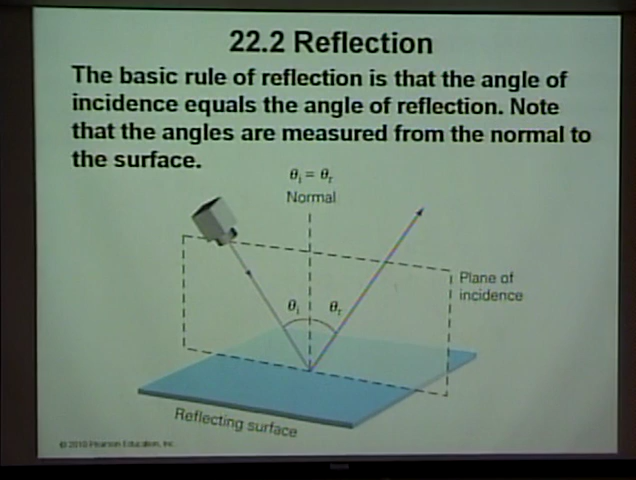 22.2 Reflection
The basic rule of reflection is that the angle of
incidence equals the angle of reflection. Note
that the angles are measured from the normal to
the surface.
θi = θr
Normal
Plane of
incidence
θi θr
Reflecting surface
© 2010 Pearson Education, Inc.